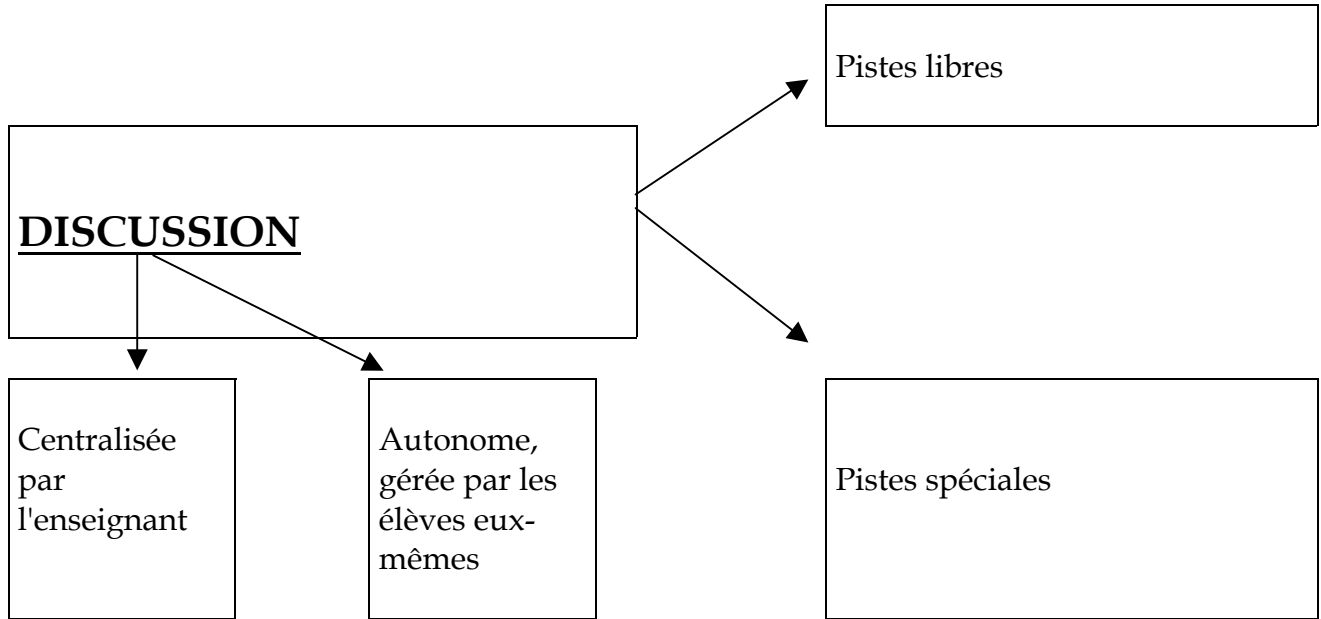 Pistes libres
DISCUSSION
Centralisée
par
l'enseignant
Autonome,
gérée par les
élèves eux-
mêmes
Pistes spéciales